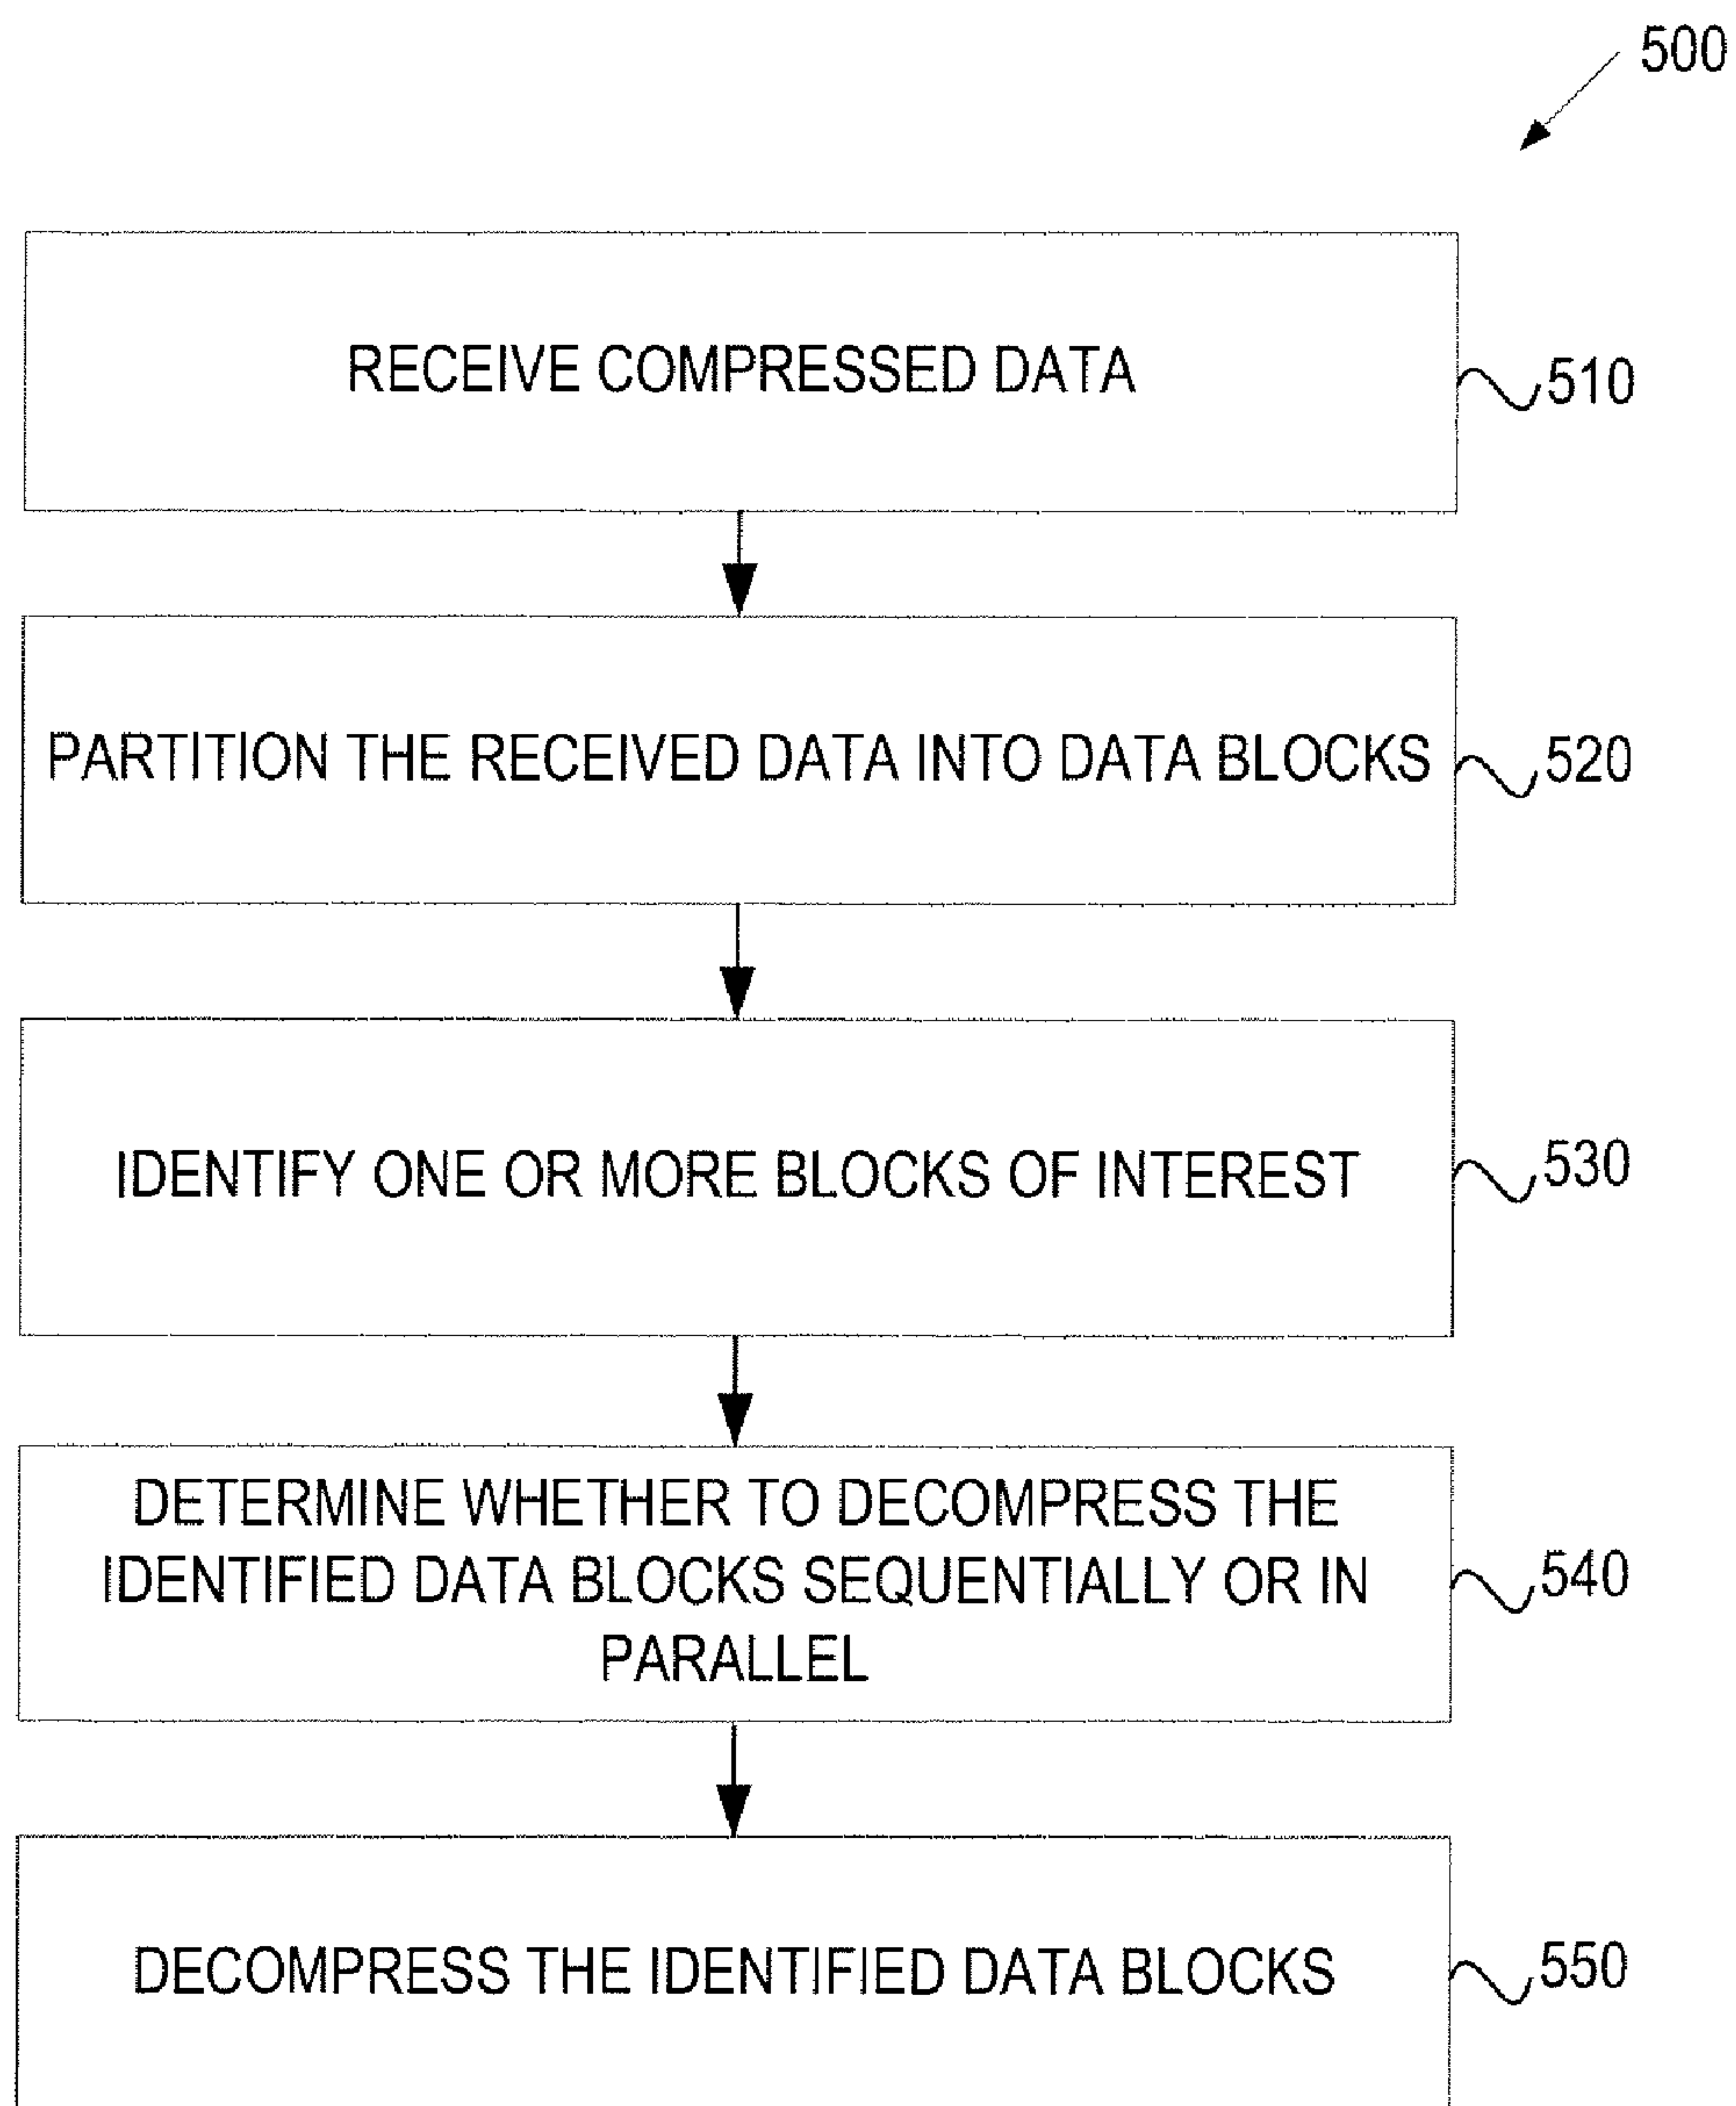 500
RECEIVE COMPRESSED DATA
510
PARTITION THE RECEIVED DATA INTO DATA BLOCKS
520
IDENTIFY ONE OR MORE BLOCKS OF INTEREST
530
DETERMINE WHETHER TO DECOMPRESS THE
IDENTIFIED DATA BLOCKS SEQUENTIALLY OR IN
PARALLEL
540
DECOMPRESS THE IDENTIFIED DATA BLOCKS
550